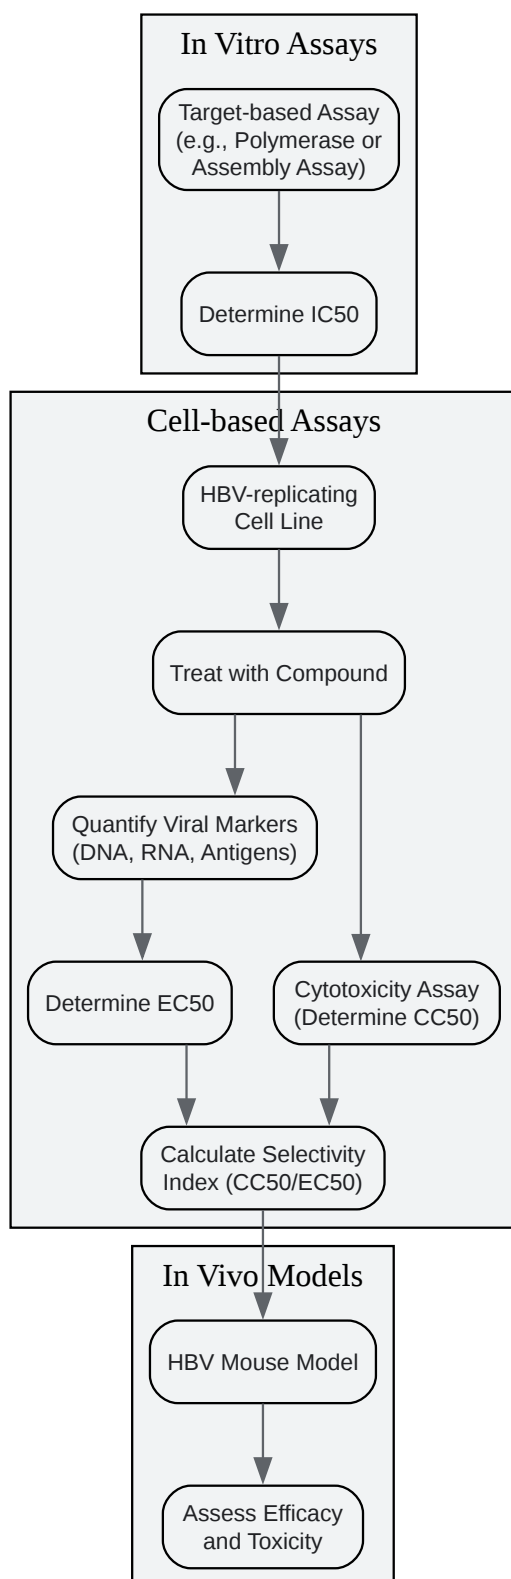 In Vitro Assays
Target-based Assay
(e.g., Polymerase or
Assembly Assay)
Determine IC50
Cell-based Assays
HBV-replicating
Cell Line
Treat with Compound
Quantify Viral Markers
(DNA, RNA, Antigens)
Determine EC50
Cytotoxicity Assay
(Determine CC50)
Calculate Selectivity
Index (CC50/EC50)
In Vivo Models
HBV Mouse Model
Assess Efficacy
and Toxicity